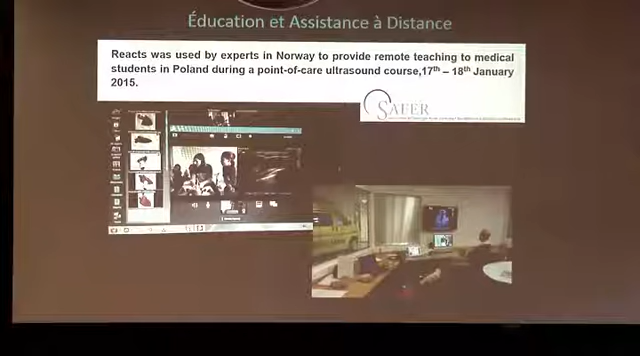 Éducation et Assistance à Distance
Reacts was used by experts in Norway to provide remote teaching to medical
students in Poland during a point-of-care ultrasound course,17th – 18th January
2015.
SAFER